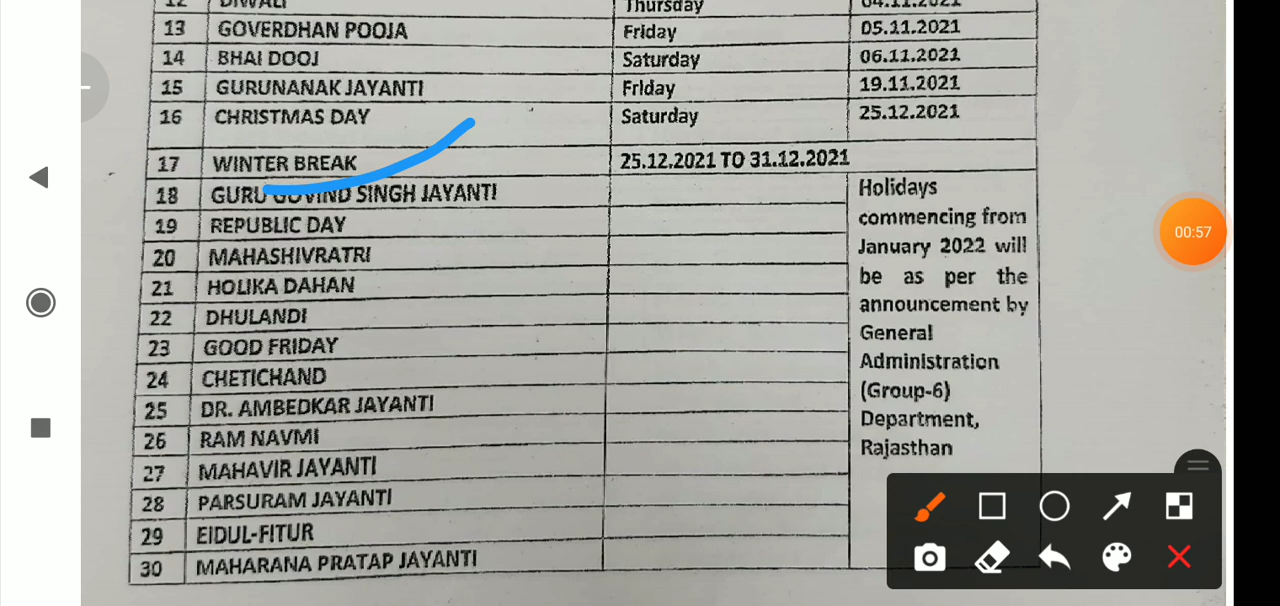 12 DIWALI Thursday 04.11.2021
13 GOVERDHAN POOJA Friday 05.11.2021
14 BHAI DOOJ Saturday 06.11.2021
15 GURUNANAK JAYANTI Friday 19.11.2021
16 CHRISTMAS DAY Saturday 25.12.2021
17 WINTER BREAK 25.12.2021 TO 31.12.2021
18 GURU GOVIND SINGH JAYANTI
19 REPUBLIC DAY
20 MAHASHIVRATRI
21 HOLIKA DAHAN
22 DHULANDI
23 GOOD FRIDAY
24 CHETICHAND
25 DR. AMBEDKAR JAYANTI
26 RAM NAVMI
27 MAHAVIR JAYANTI
28 PARSURAM JAYANTI
29 EIDUL-FITUR
30 MAHARANA PRATAP JAYANTI
Holidays
commencing from
January 2022 will
be as per the
announcement by
General
Administration
(Group-6)
Department,
Rajasthan
00:57